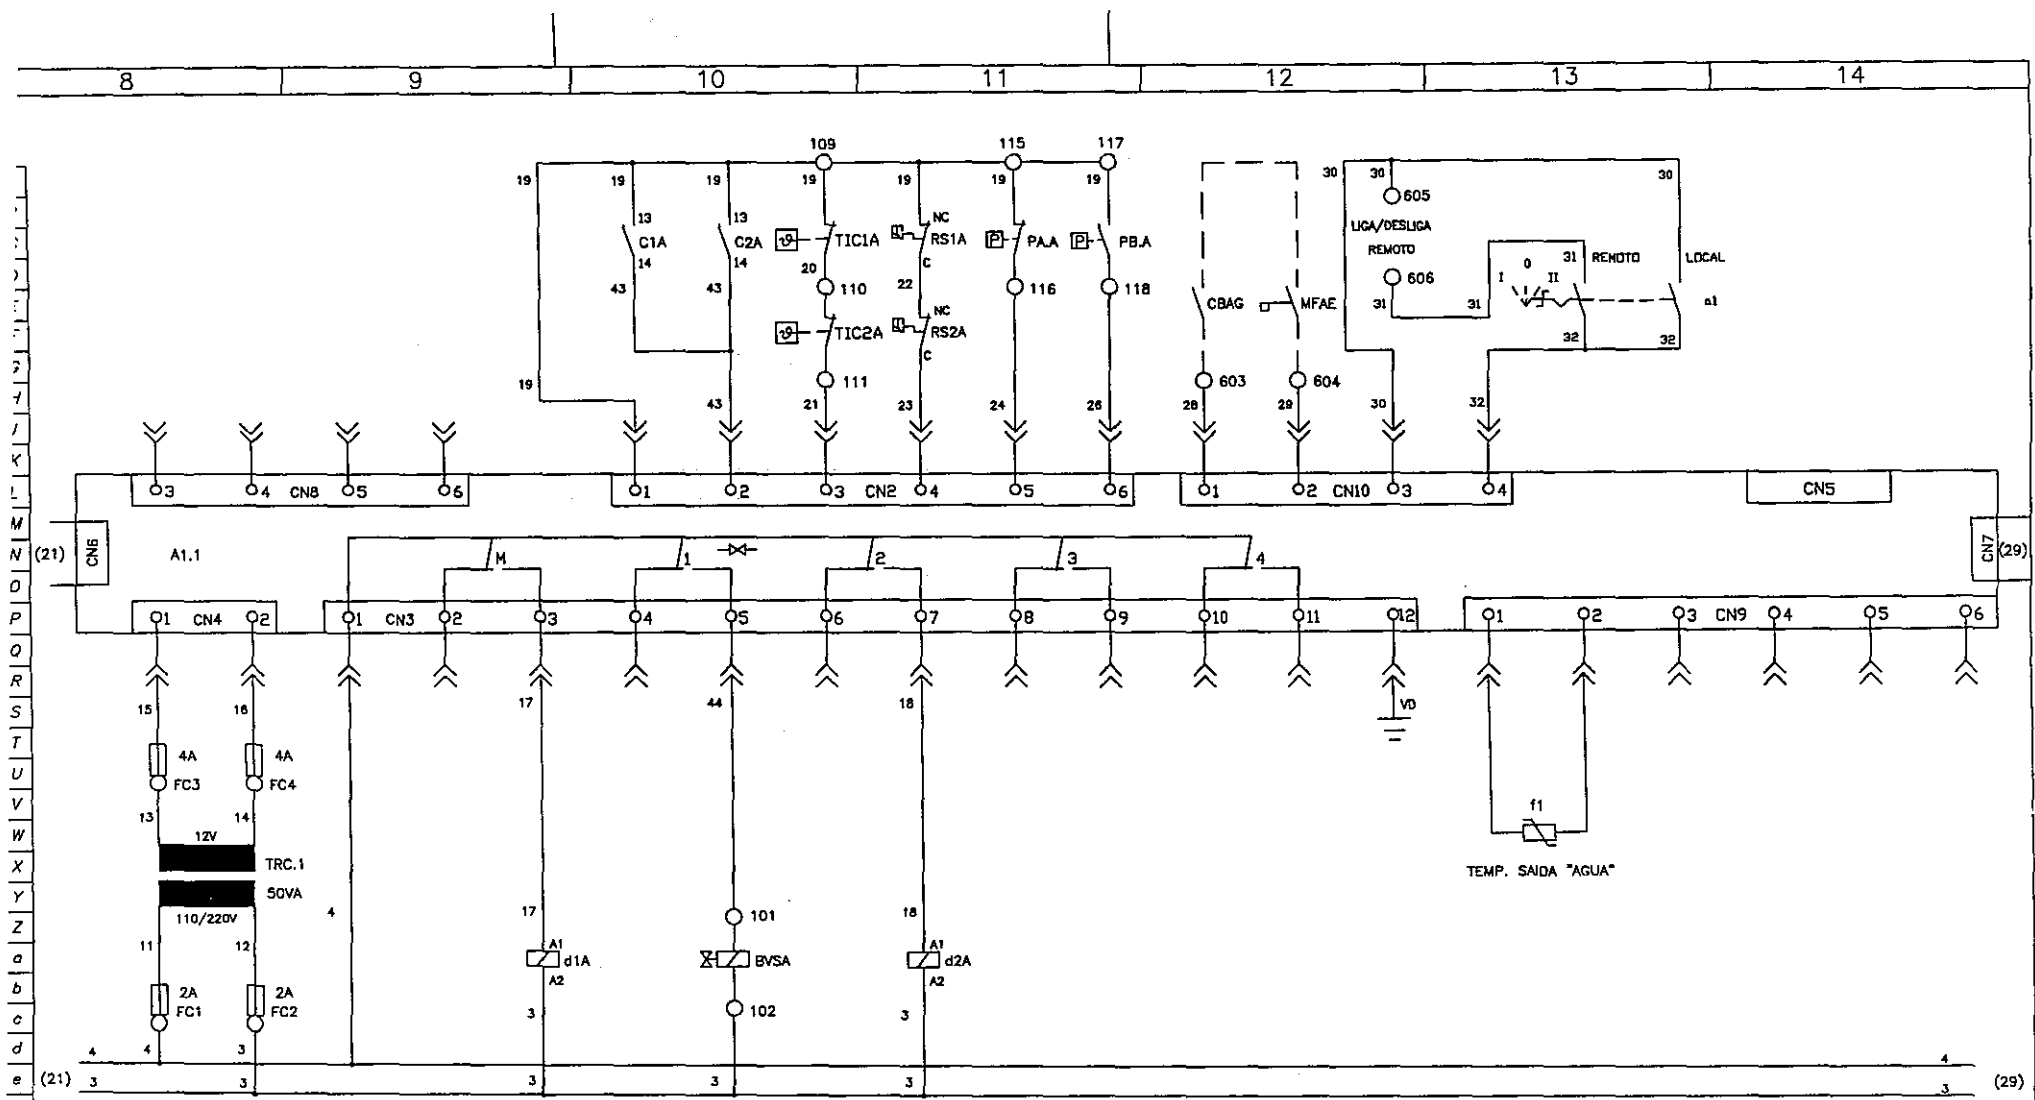 8 9 10 11 12 13 14
109 115 117
19 19 19 19 19 19 19 30 30 30
605
13 13 NC
LIGA/DESLIGA
C1A C2A TIC1A RS1A P PA.A P PB.A
REMOTO
14 14 C
31 REMOTO LOCAL
20 0
43 43 110 22 116 118 606 I II
CBAG MFAE 31 31 a1
NC
TIC2A RS2A
C
32 32
19 111 603 604
43 21 23 24 26 28 29 30 32
3 4 CN8 5 6 1 2 3 CN2 4 5 6 1 2 CN10 3 4 CN5
(21) CN6 A1.1 M 1 2 3 4 CN7 (29)
1 CN4 2 1 CN3 2 3 4 5 6 7 8 9 10 11 12 1 2 3 CN9 4 5 6
15 16 17 44 18 VD
4A 4A
FC3 FC4
13 14
12V
f1
TRC.1
TEMP. SAIDA "AGUA"
50VA
110/220V
4 17 101 18
11 12
A1 A1
d1A BVSA d2A
A2 A2
2A 2A
FC1 FC2
3 102 3
4 4 3 4
(21) 3 3 3 3 3 3 (29)
K
L
M
N
O
P
Q
R
S
T
U
V
W
X
Y
Z
a
b
c
d
e